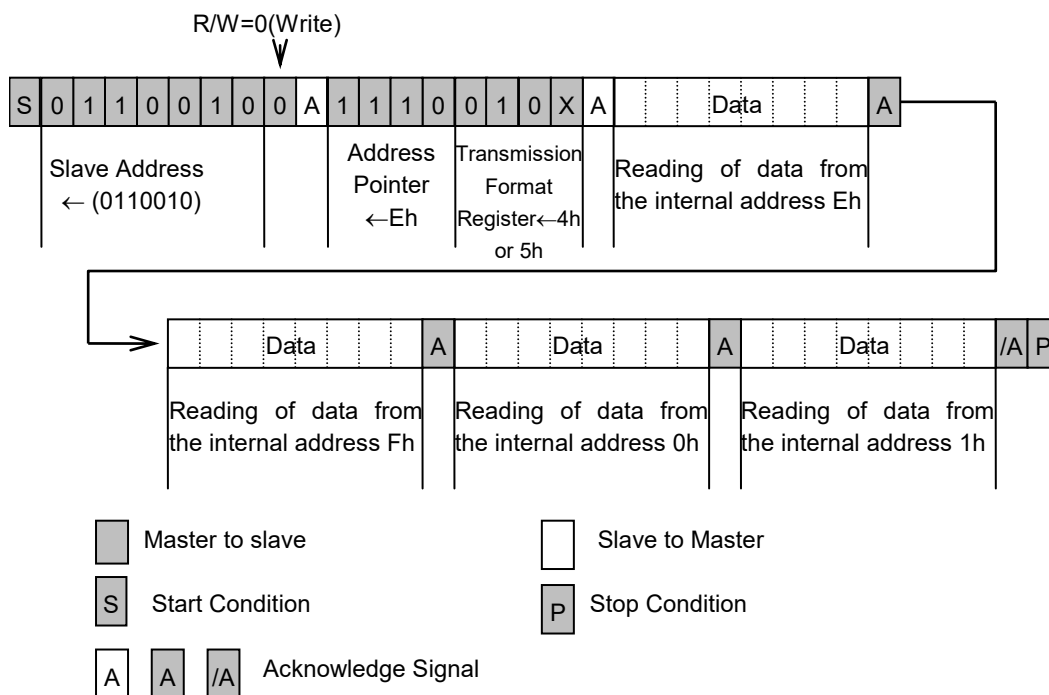 R/W=0(Write)
S 0 1 1 0 0 1 0 0 A 1 1 1 0 0 1 0 X A Data A
Slave Address
← (0110010)
Address
Pointer
←Eh
Transmission
Format
Register←4h
or 5h
Reading of data from
the internal address Eh
Data A Data A Data /A P
Reading of data from
the internal address Fh
Reading of data from
the internal address 0h
Reading of data from
the internal address 1h
Master to slave
Slave to Master
S Start Condition
P Stop Condition
A A /A Acknowledge Signal